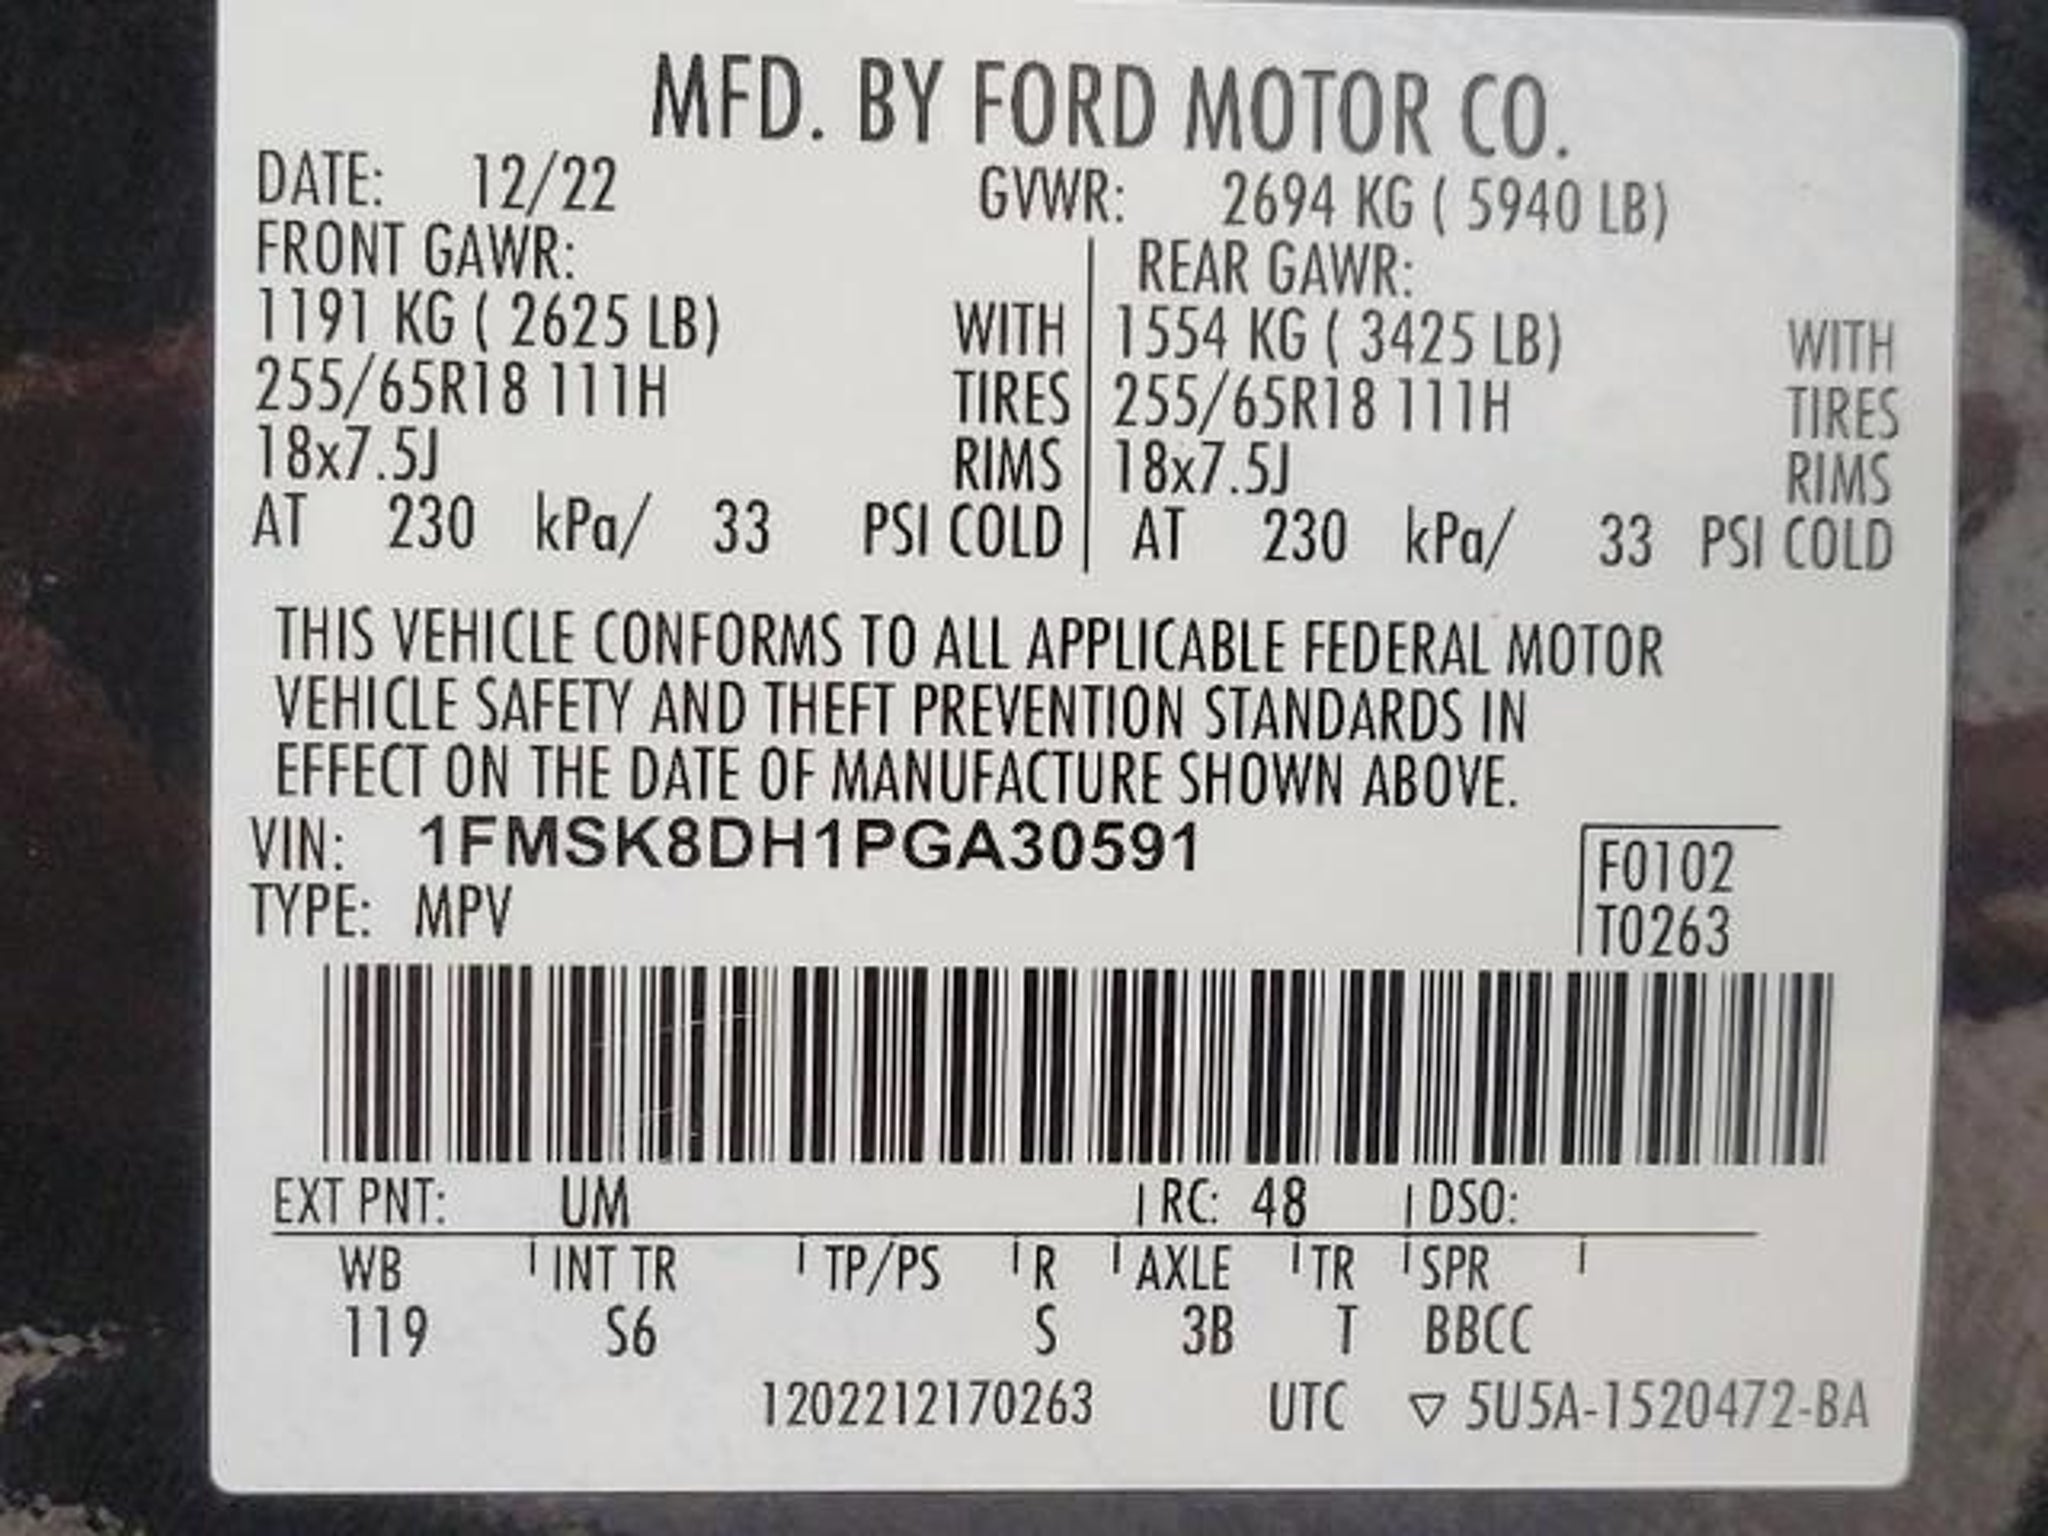 MFD. BY FORD MOTOR CO.
DATE: 12/22 GVWR: 2694 KG ( 5940 LB)
FRONT GAWR: REAR GAWR:
1191 KG ( 2625 LB) WITH 1554 KG ( 3425 LB) WITH
255/65R18 111H TIRES 255/65R18 111H TIRES
18x7.5J RIMS 18x7.5J RIMS
AT 230 kPa/ 33 PSI COLD AT 230 kPa/ 33 PSI COLD
THIS VEHICLE CONFORMS TO ALL APPLICABLE FEDERAL MOTOR
VEHICLE SAFETY AND THEFT PREVENTION STANDARDS IN
EFFECT ON THE DATE OF MANUFACTURE SHOWN ABOVE.
VIN: 1FMSK8DH1PGA30591 F0102
TYPE: MPV T0263
EXT PNT: UM RC: 48 DSO:
WB INT TR TP/PS R AXLE TR SPR
119 S6 S 3B T BBCC
1202212170263 UTC ▽ 5U5A-1520472-BA